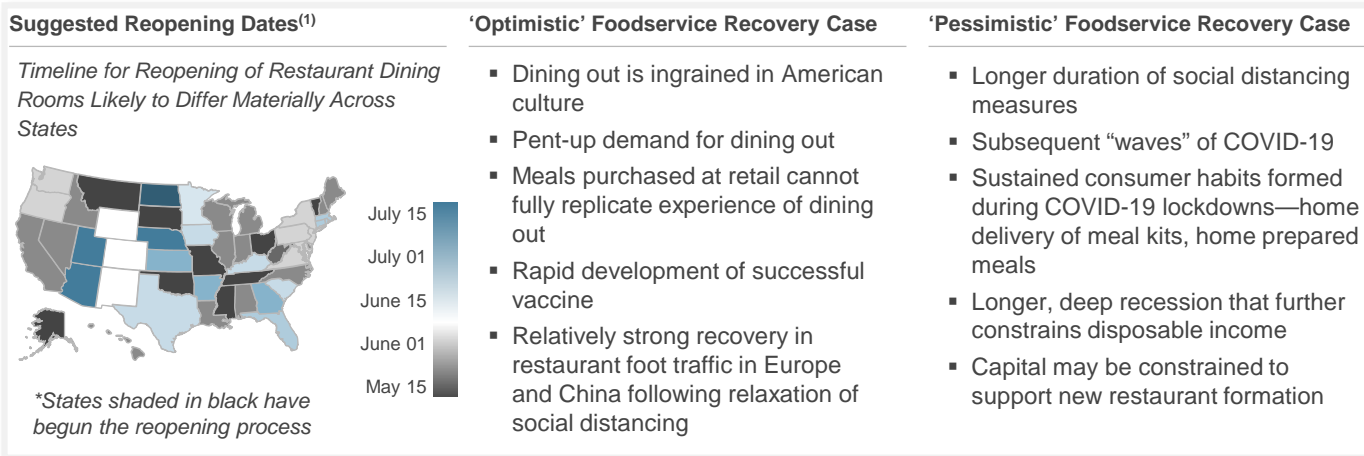 Suggested Reopening Dates(1)
Timeline for Reopening of Restaurant Dining
Rooms Likely to Differ Materially Across
States
July 15
July 01
June 15
June 01
May 15
*States shaded in black have
begun the reopening process
‘Optimistic’ Foodservice Recovery Case
▪ Dining out is ingrained in American
culture
▪ Pent-up demand for dining out
▪ Meals purchased at retail cannot
fully replicate experience of dining
out
▪ Rapid development of successful
vaccine
▪ Relatively strong recovery in
restaurant foot traffic in Europe
and China following relaxation of
social distancing
‘Pessimistic’ Foodservice Recovery Case
▪ Longer duration of social distancing
measures
▪ Subsequent “waves” of COVID-19
▪ Sustained consumer habits formed
during COVID-19 lockdowns—home
delivery of meal kits, home prepared
meals
▪ Longer, deep recession that further
constrains disposable income
▪ Capital may be constrained to
support new restaurant formation